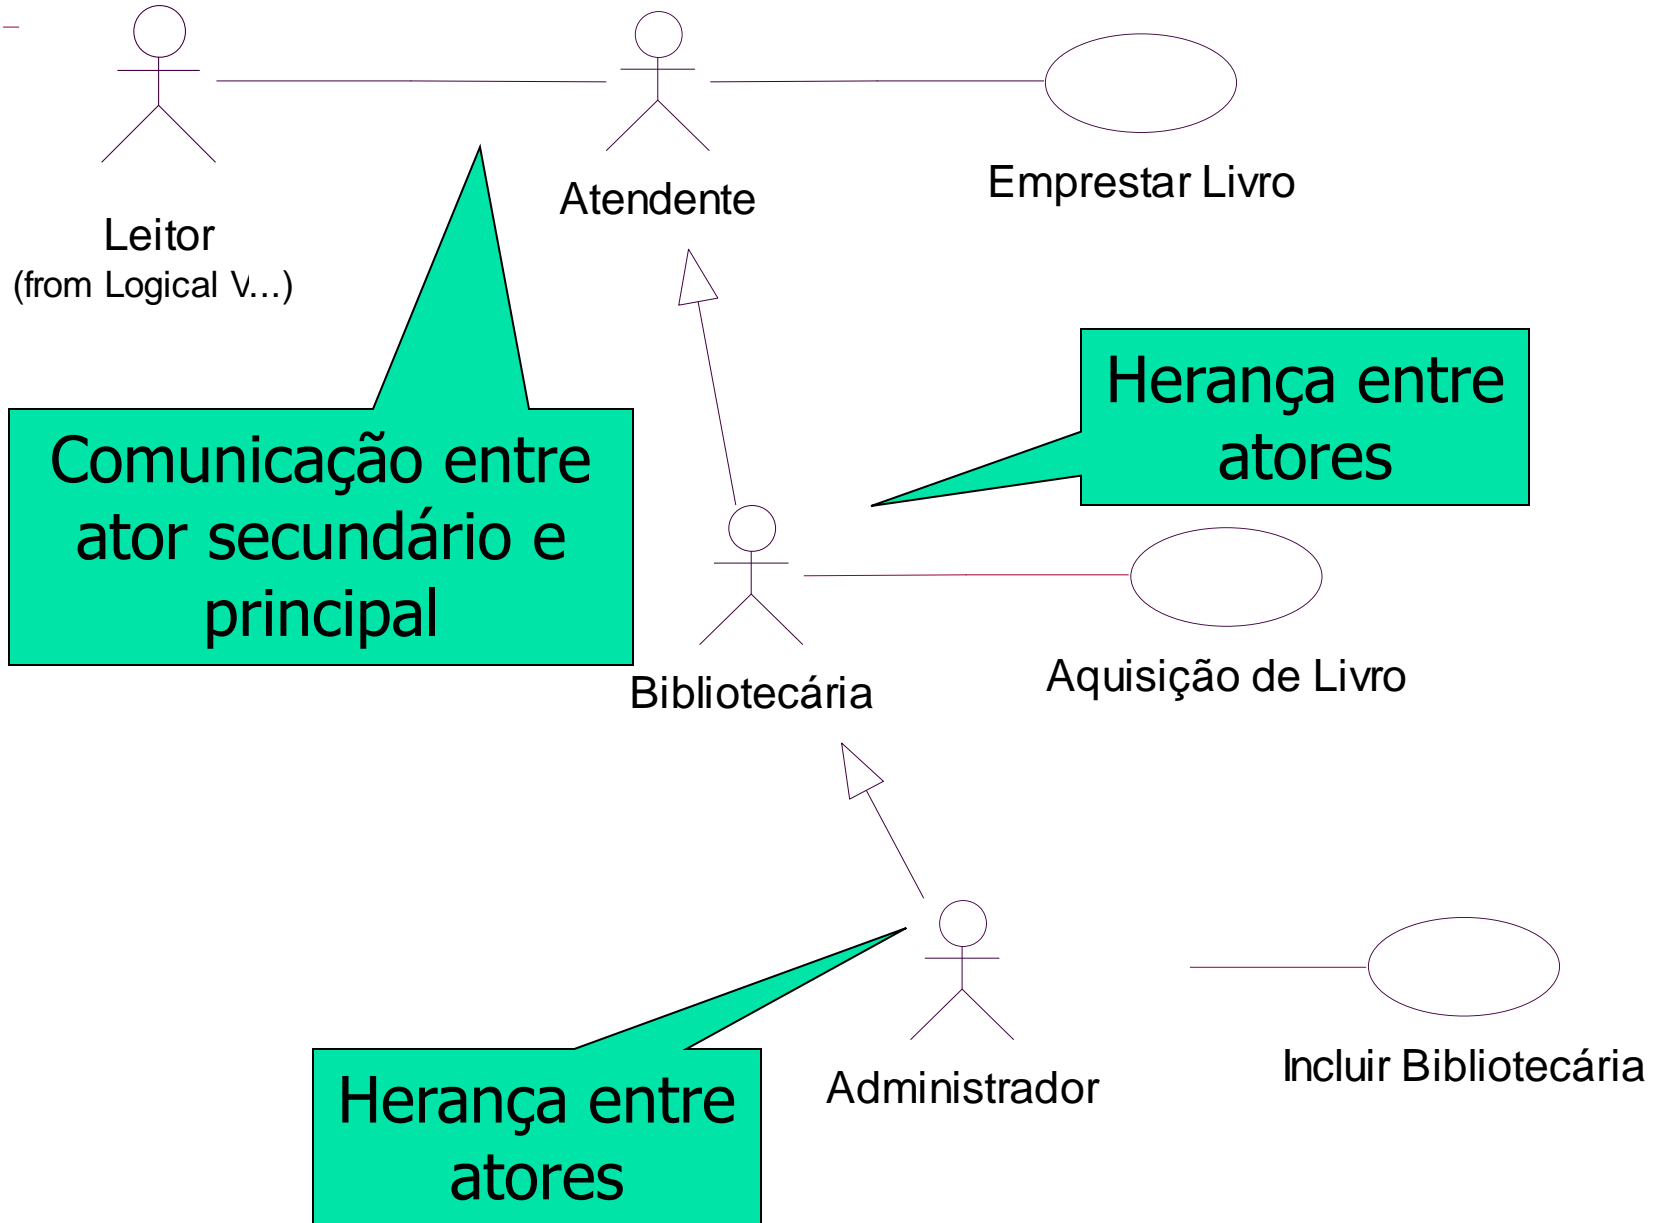 Leitor
(from Logical V...)
Atendente
Emprestar Livro
Comunicação entre
ator secundário e
principal
Herança entre
atores
Bibliotecária
Aquisição de Livro
Herança entre
atores
Administrador
Incluir Bibliotecária